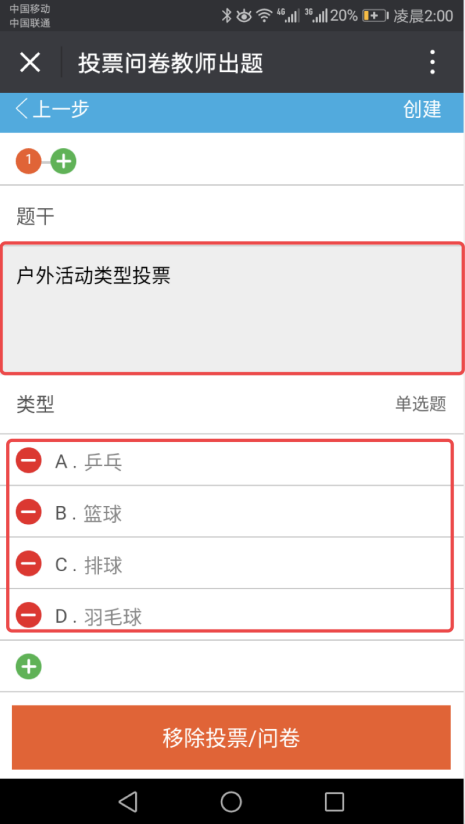 中国移动
中国联通
4G 3G 20% 凌晨2:00
投票问卷教师出题
上一步 创建
1
题干
户外活动类型投票
类型 单选题
A . 乒乓
B . 篮球
C . 排球
D . 羽毛球
移除投票/问卷